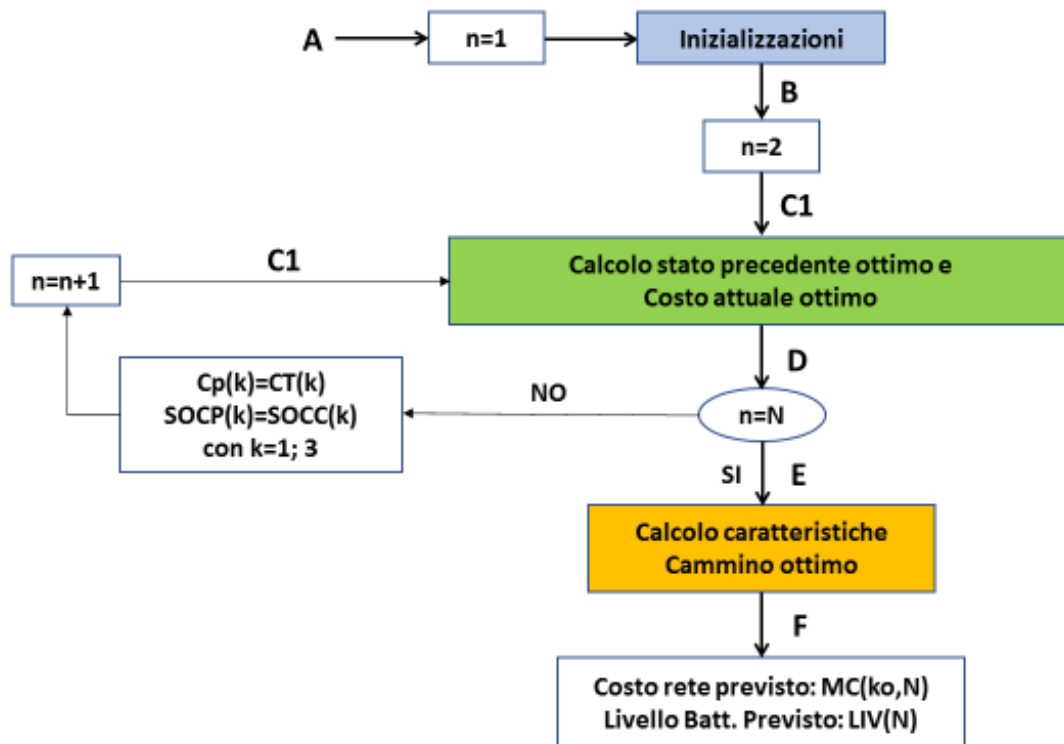 A
n=1
Inizializzazioni
B
n=2
C1
C1
n=n+1
Calcolo stato precedente ottimo e
Costo attuale ottimo
D
Cp(k)=CT(k)
SOCP(k)=SOCC(k)
con k=1; 3
NO
n=N
SI
E
Calcolo caratteristiche
Cammino ottimo
F
Costo rete previsto: MC(ko,N)
Livello Batt. Previsto: LIV(N)